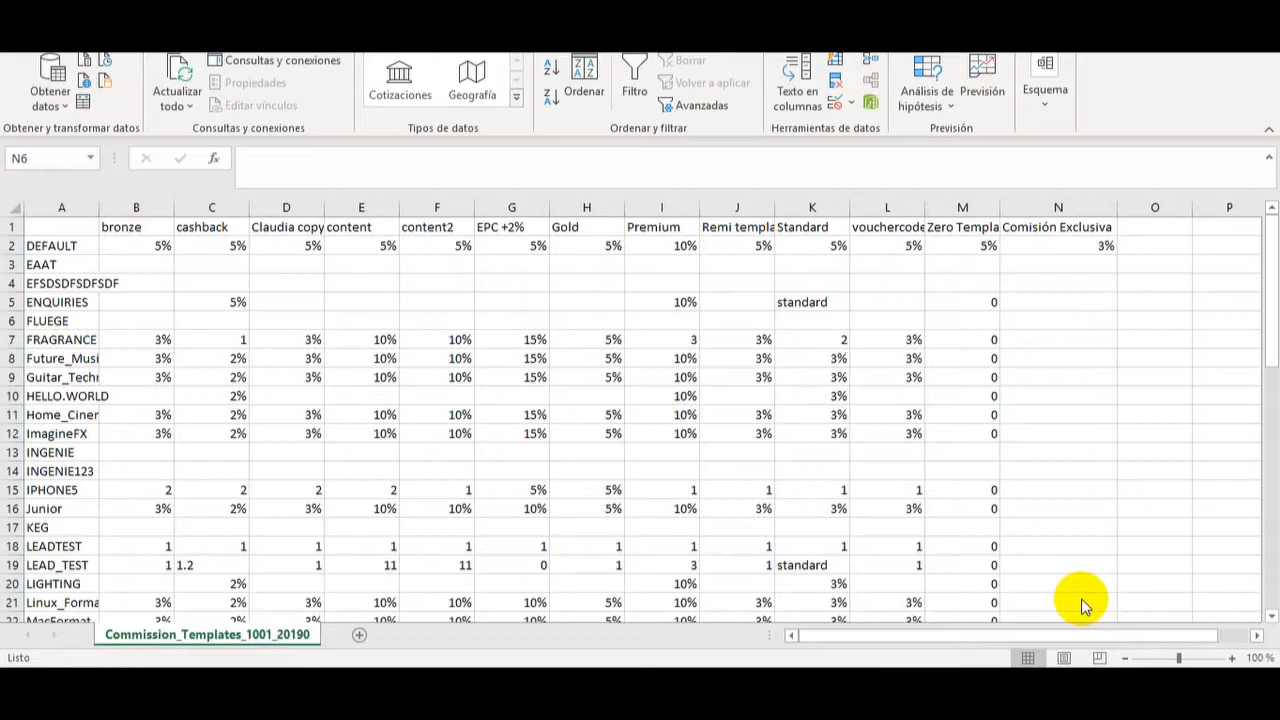 Consultas y conexiones
Borrar
Obtener datos
Actualizar todo
Propiedades
Editar vínculos
Cotizaciones
Geografía
Ordenar
Filtro
Volver a aplicar
Avanzadas
Texto en columnas
Análisis de hipótesis
Previsión
Esquema
Obtener y transformar datos
Consultas y conexiones
Tipos de datos
Ordenar y filtrar
Herramientas de datos
Previsión
N6
fx
A B C D E F G H I J K L M N O P
1 bronze cashback Claudia copy content content2 EPC +2% Gold Premium Remi templa Standard vouchercode Zero Templa Comisión Exclusiva
2 DEFAULT 5% 5% 5% 5% 5% 5% 5% 10% 5% 5% 5% 5% 3%
3 EAAT
4 EFSDSDFSDFSDF
5 ENQUIRIES 5% 10% standard 0
6 FLUEGE
7 FRAGRANCE 3% 1 3% 10% 10% 15% 5% 3 3% 2 3% 0
8 Future_Musi 3% 2% 3% 10% 10% 15% 5% 10% 3% 3% 3% 0
9 Guitar_Techn 3% 2% 3% 10% 10% 15% 5% 10% 3% 3% 3% 0
10 HELLO.WORLD 2% 10% 3% 0
11 Home_Cinem 3% 2% 3% 10% 10% 15% 5% 10% 3% 3% 3% 0
12 ImagineFX 3% 2% 3% 10% 10% 15% 5% 10% 3% 3% 3% 0
13 INGENIE
14 INGENIE123
15 IPHONE5 2 2 2 2 1 5% 5% 1 1 1 1 0
16 Junior 3% 2% 3% 10% 10% 10% 5% 10% 3% 3% 3% 0
17 KEG
18 LEADTEST 1 1 1 1 1 1 1 1 1 1 1 0
19 LEAD_TEST 1 1.2 1 11 11 0 1 3 1 standard 1 0
20 LIGHTING 2% 10% 3% 0
21 Linux_Forma 3% 2% 3% 10% 10% 10% 5% 10% 3% 3% 3% 0
Commission_Templates_1001_20190
Listo
100 %